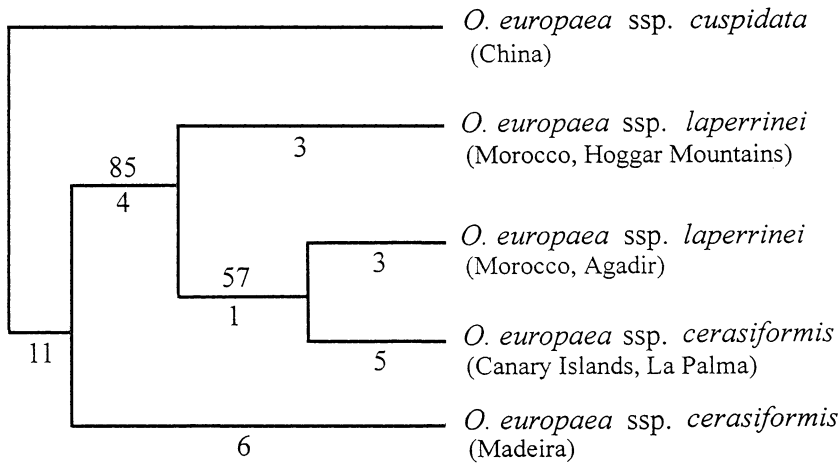 O. europaea ssp. cuspidata
(China)
O. europaea ssp. laperrinei
3
(Morocco, Hoggar Mountains)
85
4
O. europaea ssp. laperrinei
3
(Morocco, Agadir)
57
1
O. europaea ssp. cerasiformis
11
5
(Canary Islands, La Palma)
O. europaea ssp. cerasiformis
6
(Madeira)